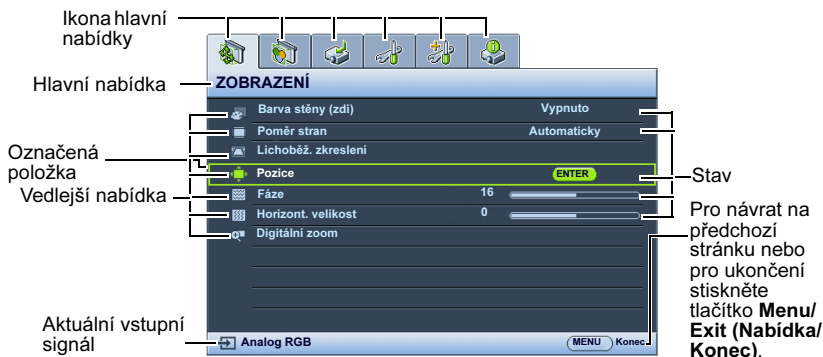 Ikona hlavní
nabídky
Hlavní nabídka
ZOBRAZENÍ
Barva stěny (zdi) Vypnuto
Poměr stran Automaticky
Lichoběž. zkreslení
Označená
položka
Pozice ENTER
Stav
Vedlejší nabídka
Fáze 16
Horizont. velikost 0
Digitální zoom
Pro návrat na
předchozí
stránku nebo
pro ukončení
stiskněte
tlačítko Menu/
Exit (Nabídka/
Konec).
Aktuální vstupní
signál
Analog RGB MENU Konec